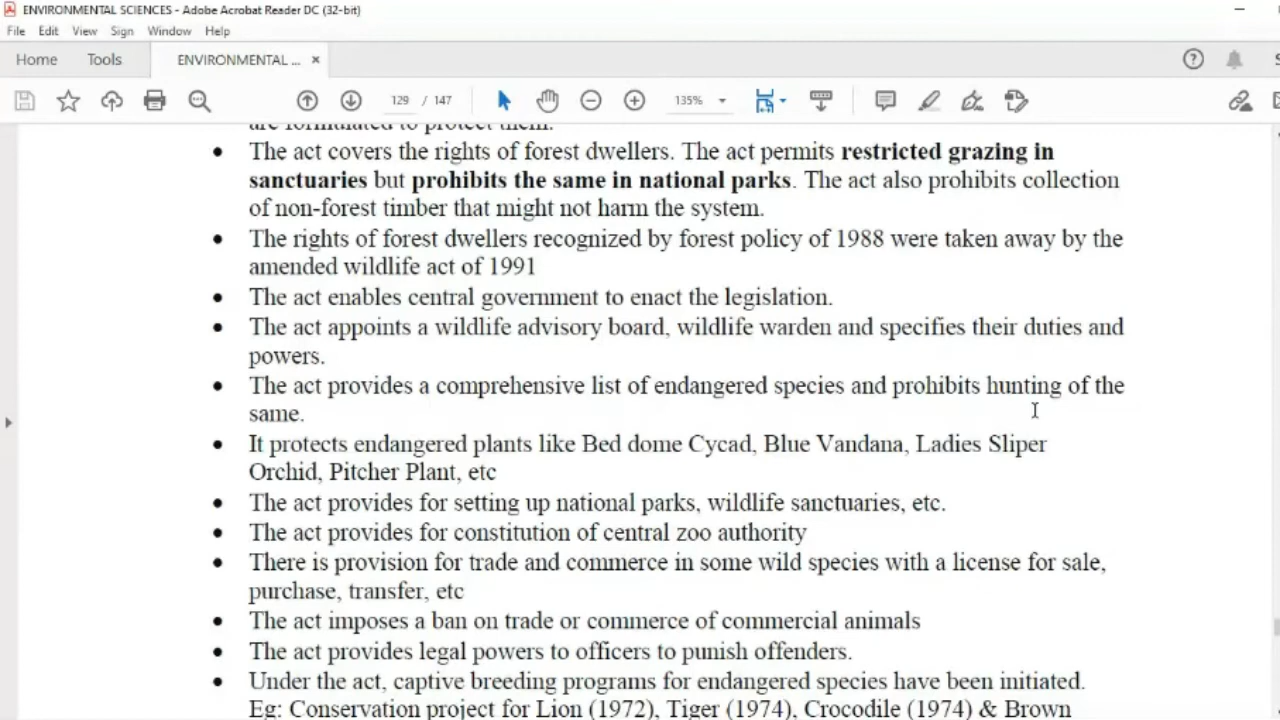 ENVIRONMENTAL SCIENCES - Adobe Acrobat Reader DC (32-bit)
File Edit View Sign Window Help
Home Tools ENVIRONMENTAL ... ×
129 / 147 135%
are formulated to protect them.
• The act covers the rights of forest dwellers. The act permits restricted grazing in
sanctuaries but prohibits the same in national parks. The act also prohibits collection
of non-forest timber that might not harm the system.
• The rights of forest dwellers recognized by forest policy of 1988 were taken away by the
amended wildlife act of 1991
• The act enables central government to enact the legislation.
• The act appoints a wildlife advisory board, wildlife warden and specifies their duties and
powers.
• The act provides a comprehensive list of endangered species and prohibits hunting of the
same.
• It protects endangered plants like Bed dome Cycad, Blue Vandana, Ladies Sliper
Orchid, Pitcher Plant, etc
• The act provides for setting up national parks, wildlife sanctuaries, etc.
• The act provides for constitution of central zoo authority
• There is provision for trade and commerce in some wild species with a license for sale,
purchase, transfer, etc
• The act imposes a ban on trade or commerce of commercial animals
• The act provides legal powers to officers to punish offenders.
• Under the act, captive breeding programs for endangered species have been initiated.
Eg: Conservation project for Lion (1972), Tiger (1974), Crocodile (1974) & Brown